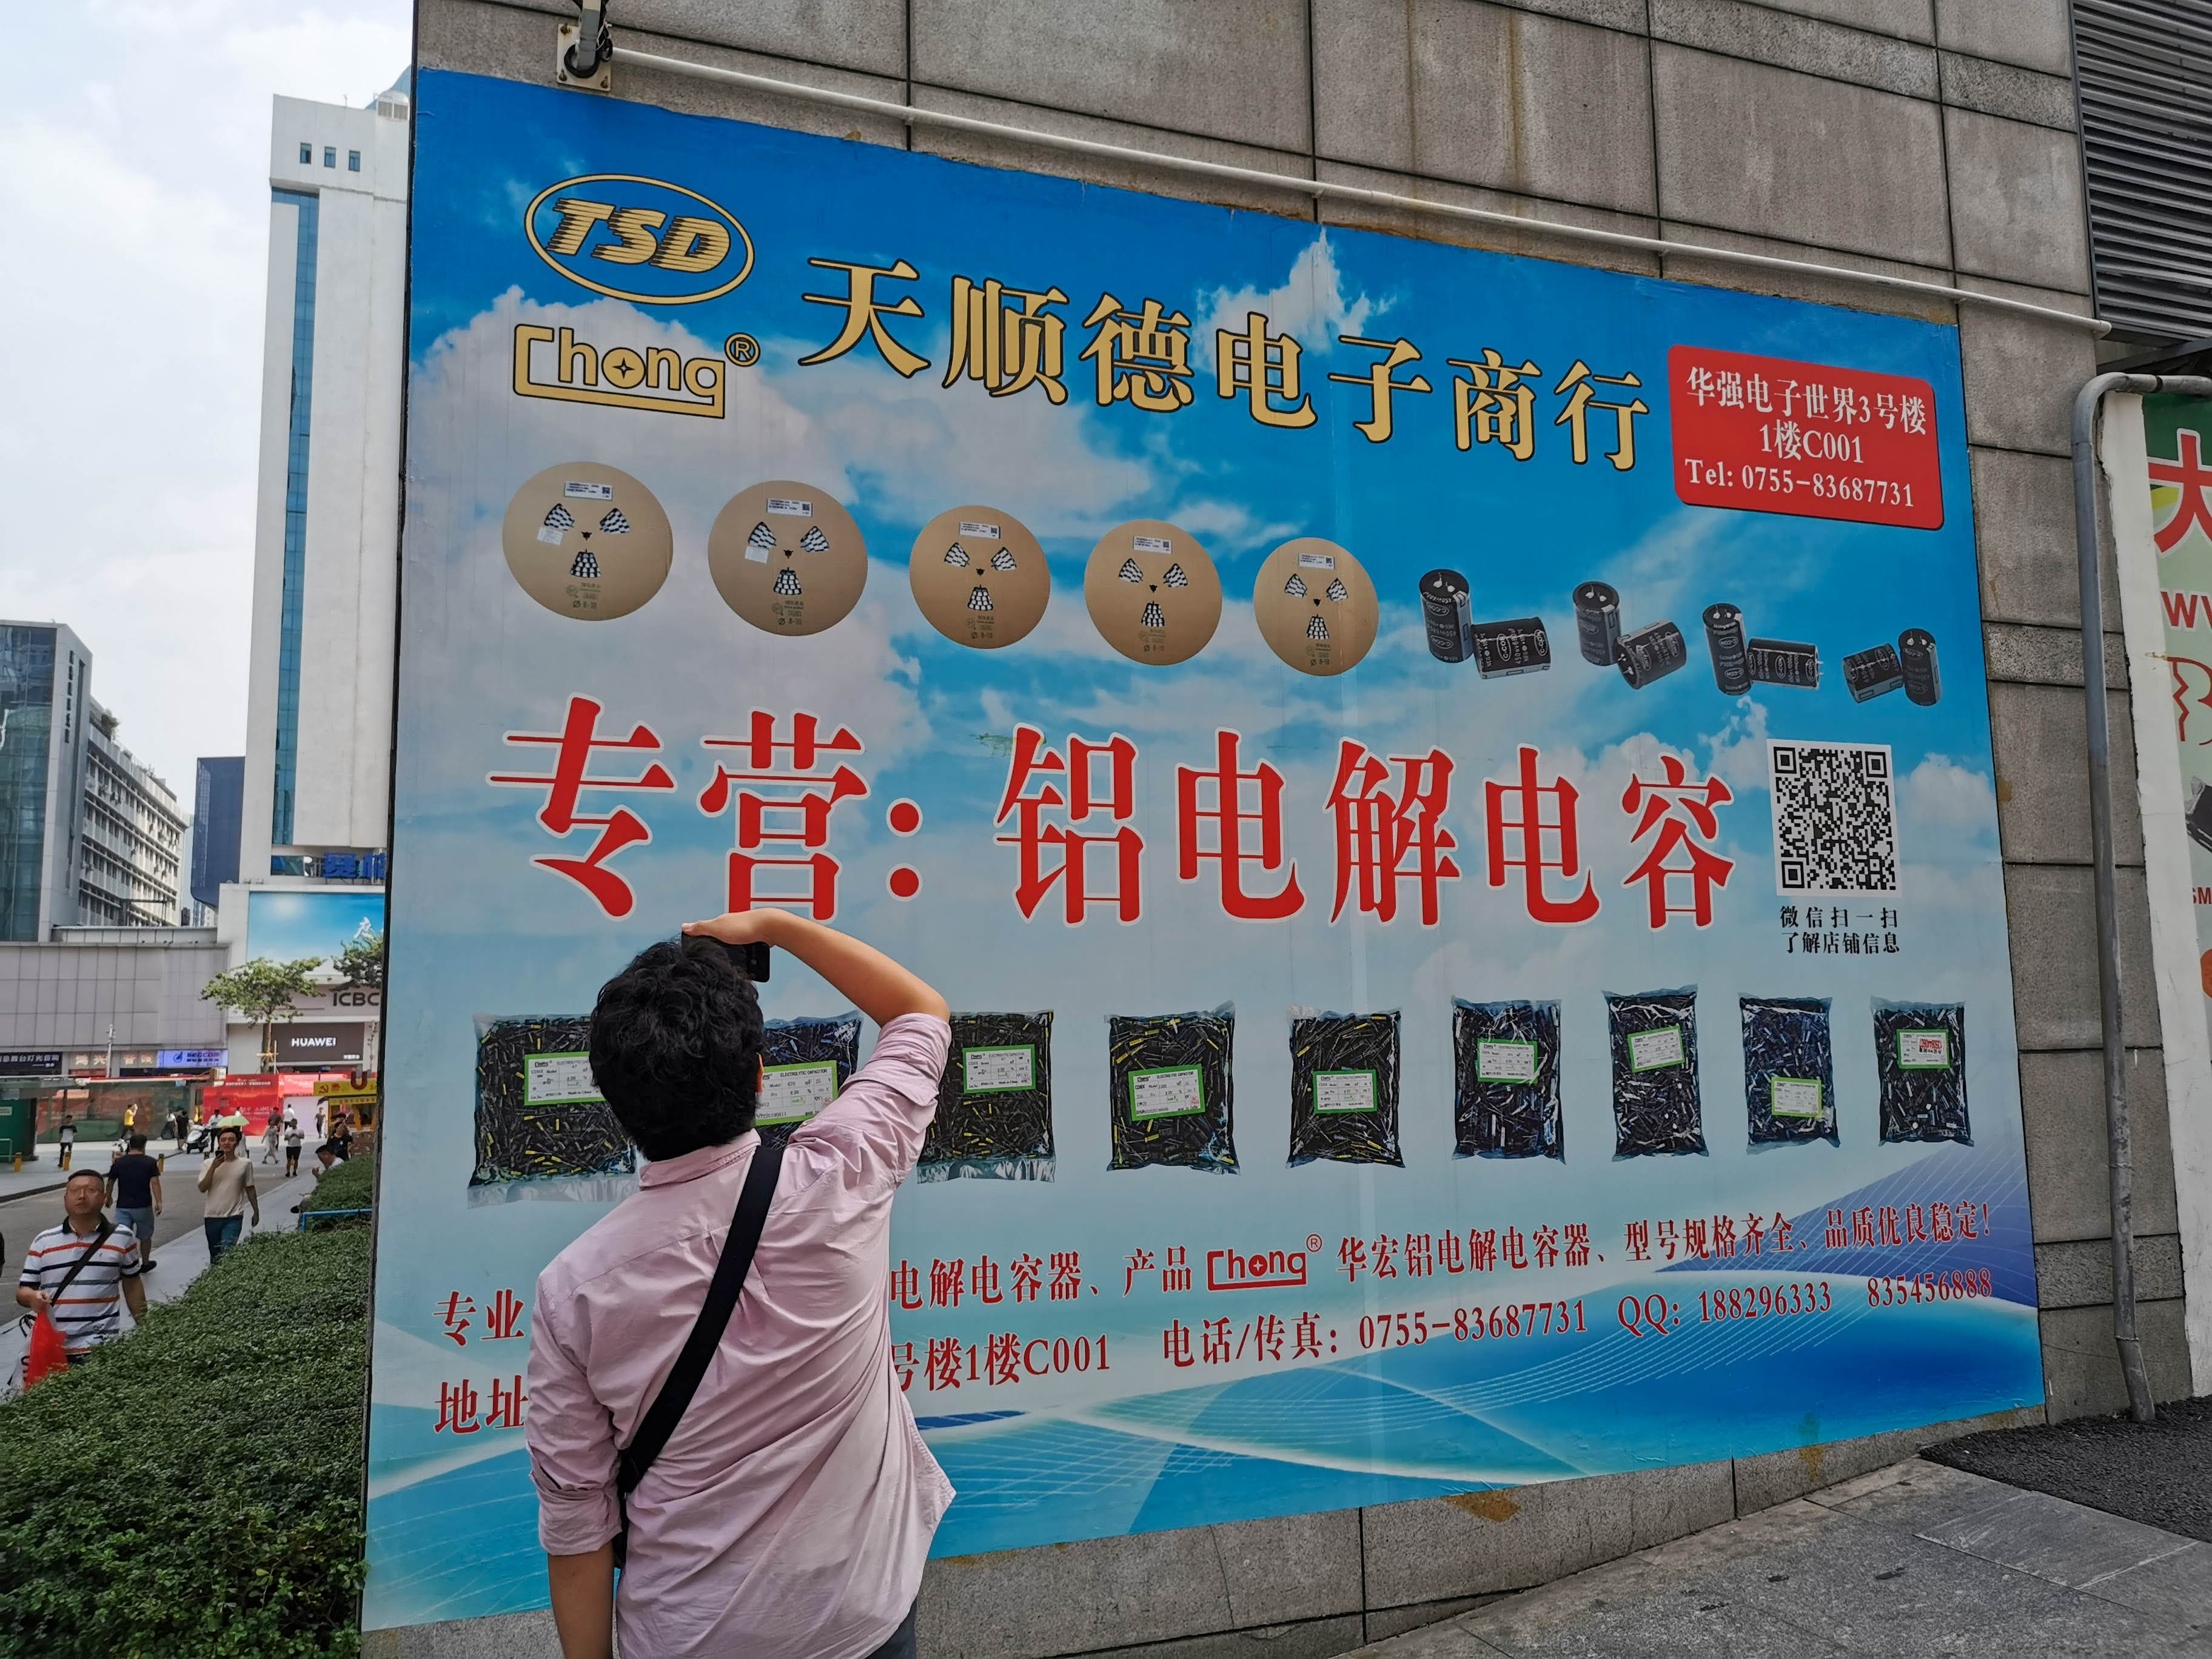 TSD
Chong®
天顺德电子商行
华强电子世界3号楼
1楼C001
Tel: 0755-83687731
专营:铝电解电容
微信扫一扫
了解店铺信息
专业
电解电容器、产品 Chong® 华宏铝电解电容器、型号规格齐全、品质优良稳定!
地址
号楼1楼C001 电话/传真: 0755-83687731 QQ: 188296333 835456888
ICBC
HUAWEI
大